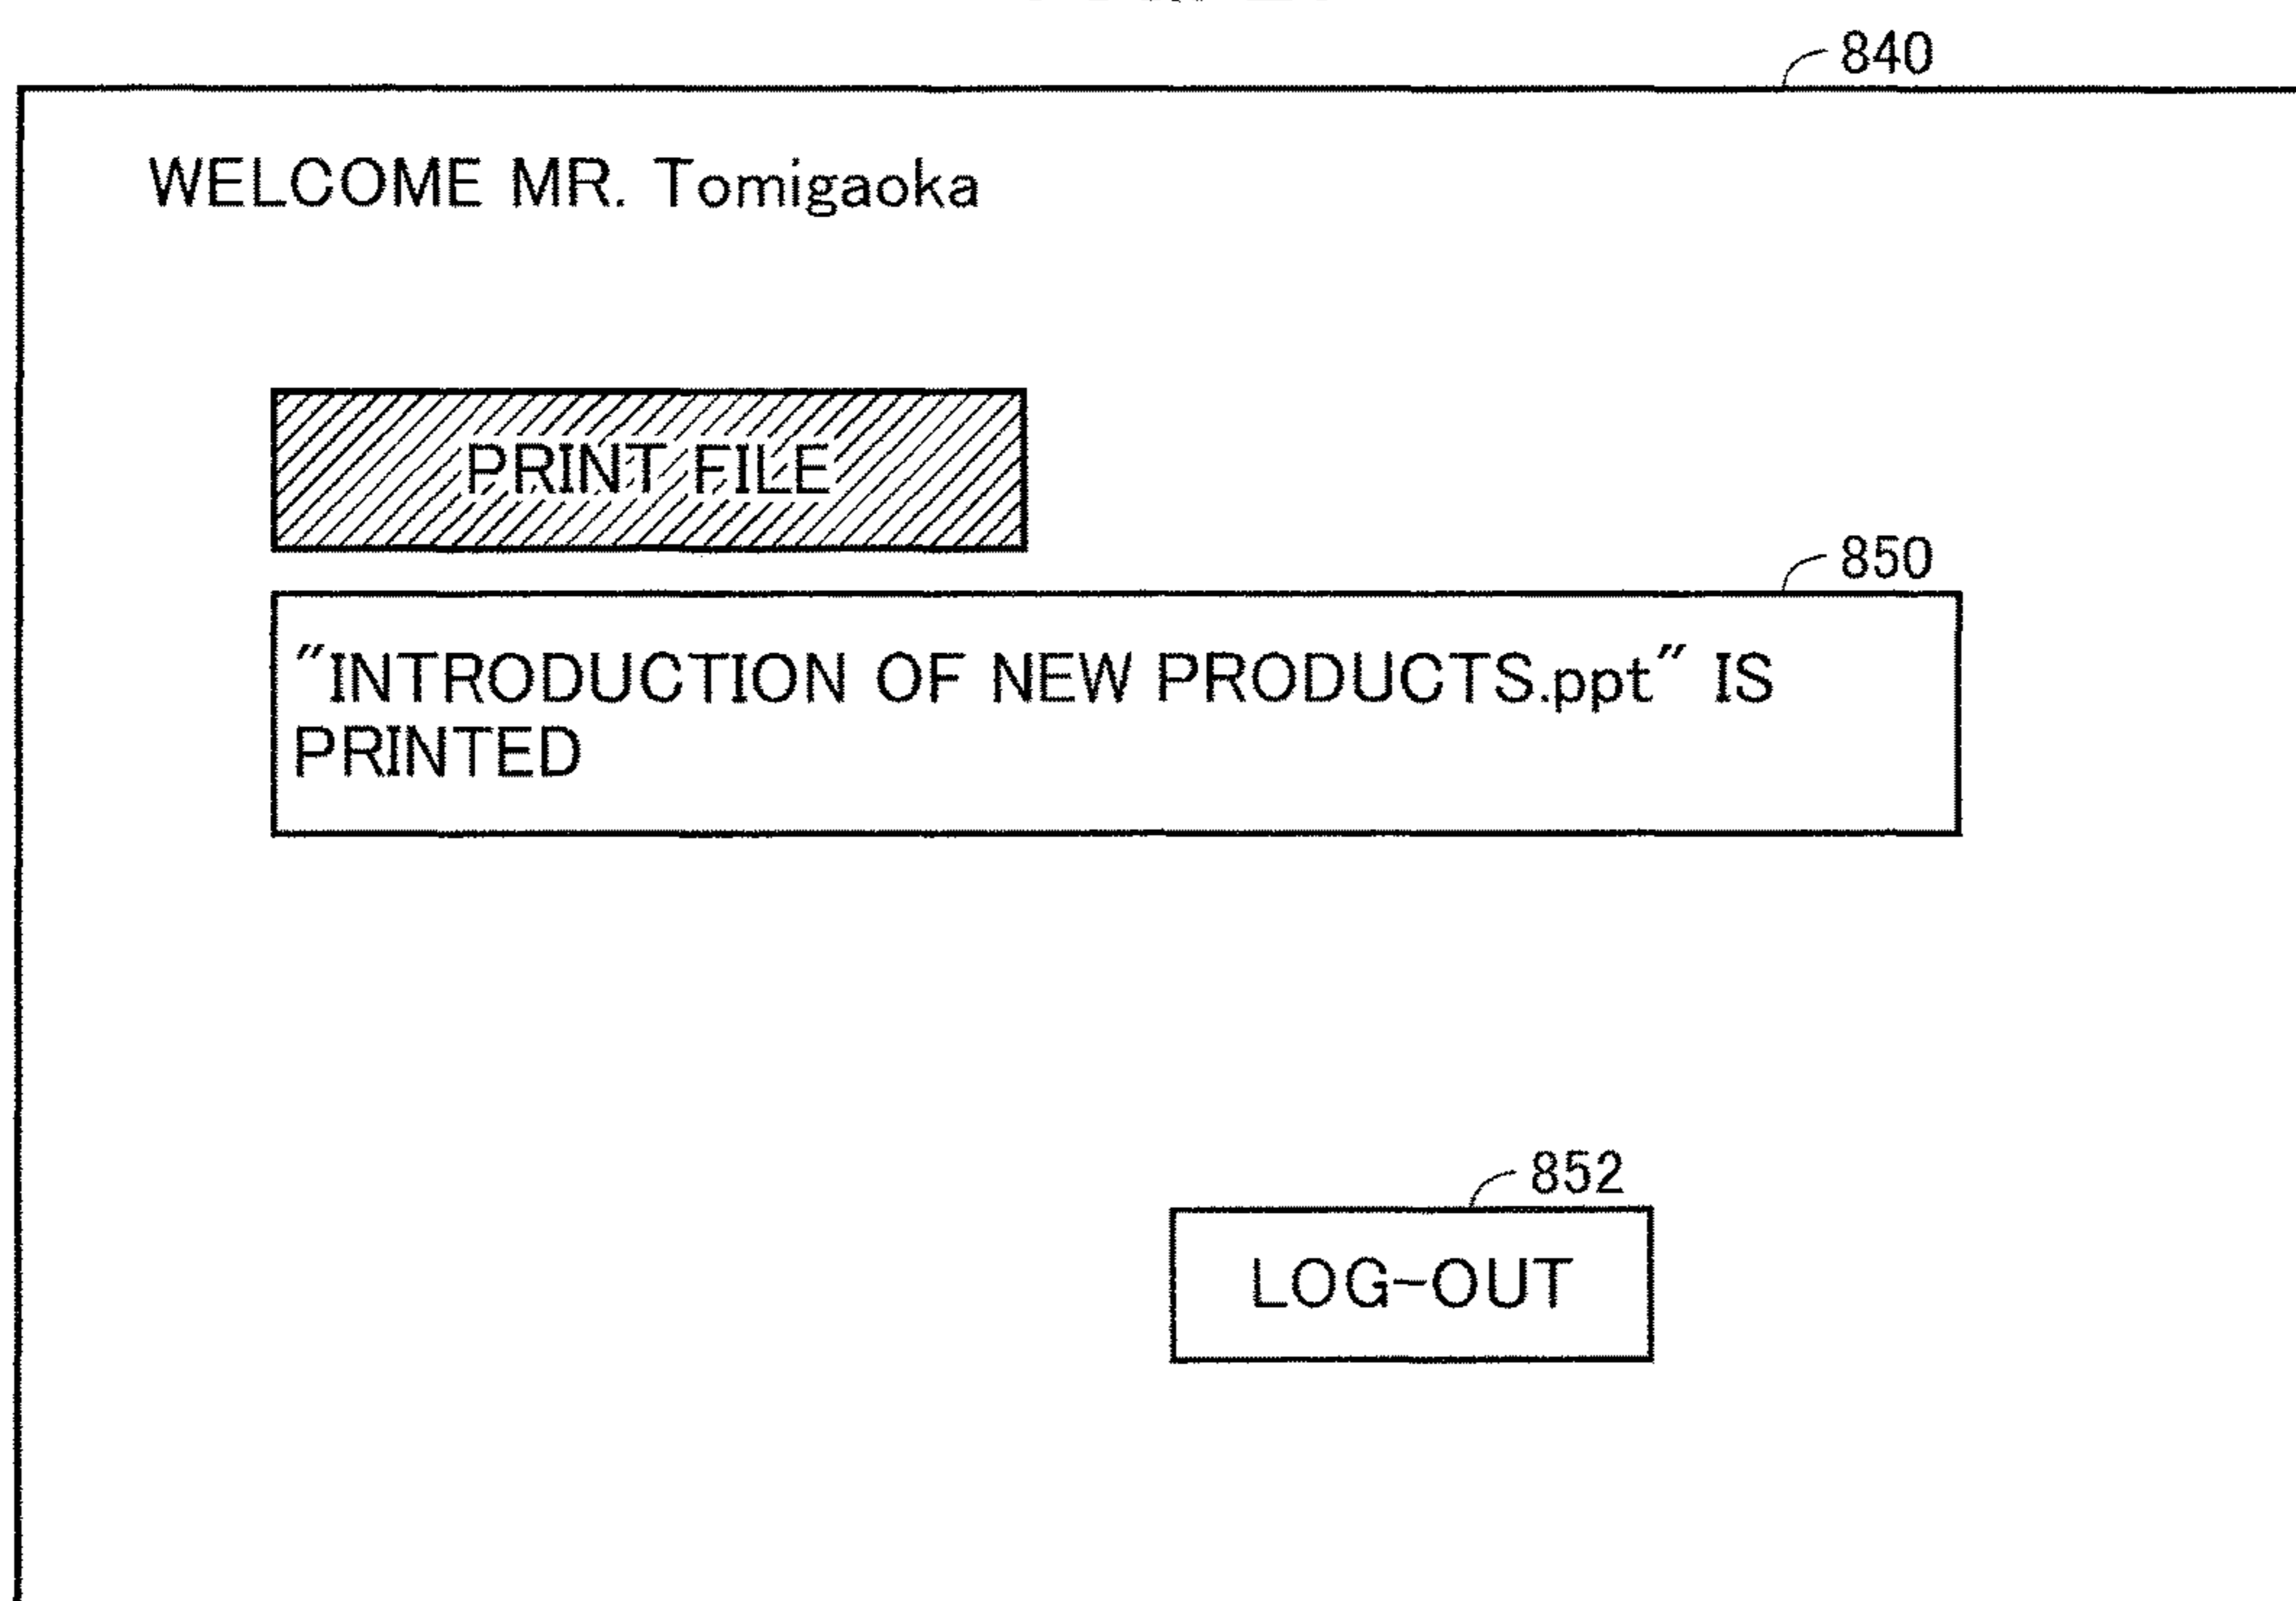 840
WELCOME MR. Tomigaoka
PRINT FILE
850
"INTRODUCTION OF NEW PRODUCTS.ppt" IS
PRINTED
852
LOG-OUT